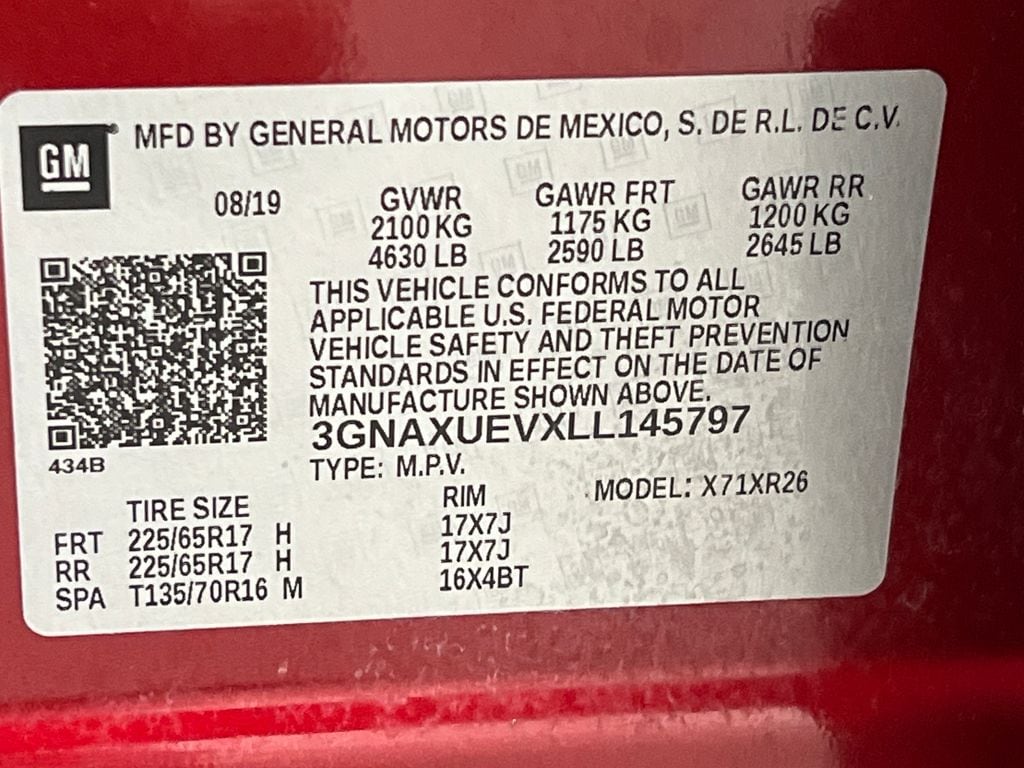 GM
MFD BY GENERAL MOTORS DE MEXICO, S. DE R.L. DE C.V.
08/19 GVWR GAWR FRT GAWR RR
2100 KG 1175 KG 1200 KG
4630 LB 2590 LB 2645 LB
THIS VEHICLE CONFORMS TO ALL
APPLICABLE U.S. FEDERAL MOTOR
VEHICLE SAFETY AND THEFT PREVENTION
STANDARDS IN EFFECT ON THE DATE OF
MANUFACTURE SHOWN ABOVE.
3GNAXUEVXLL145797
434B
TYPE: M.P.V. MODEL: X71XR26
TIRE SIZE RIM
FRT 225/65R17 H 17X7J
RR 225/65R17 H 17X7J
SPA T135/70R16 M 16X4BT